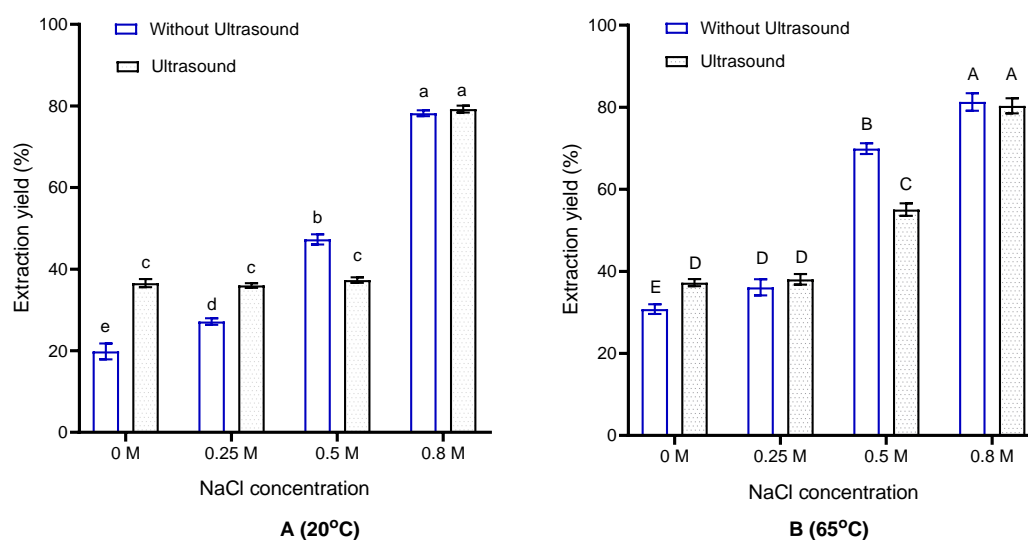 100
80
60
40
20
0
Extraction yield (%)
Without Ultrasound
Ultrasound
e
c
d
c
b
c
a
a
0 M
0.25 M
0.5 M
0.8 M
NaCl concentration
A (20°C)
100
80
60
40
20
0
Extraction yield (%)
Without Ultrasound
Ultrasound
E
D
D
D
B
C
A
A
0 M
0.25 M
0.5 M
0.8 M
NaCl concentration
B (65°C)